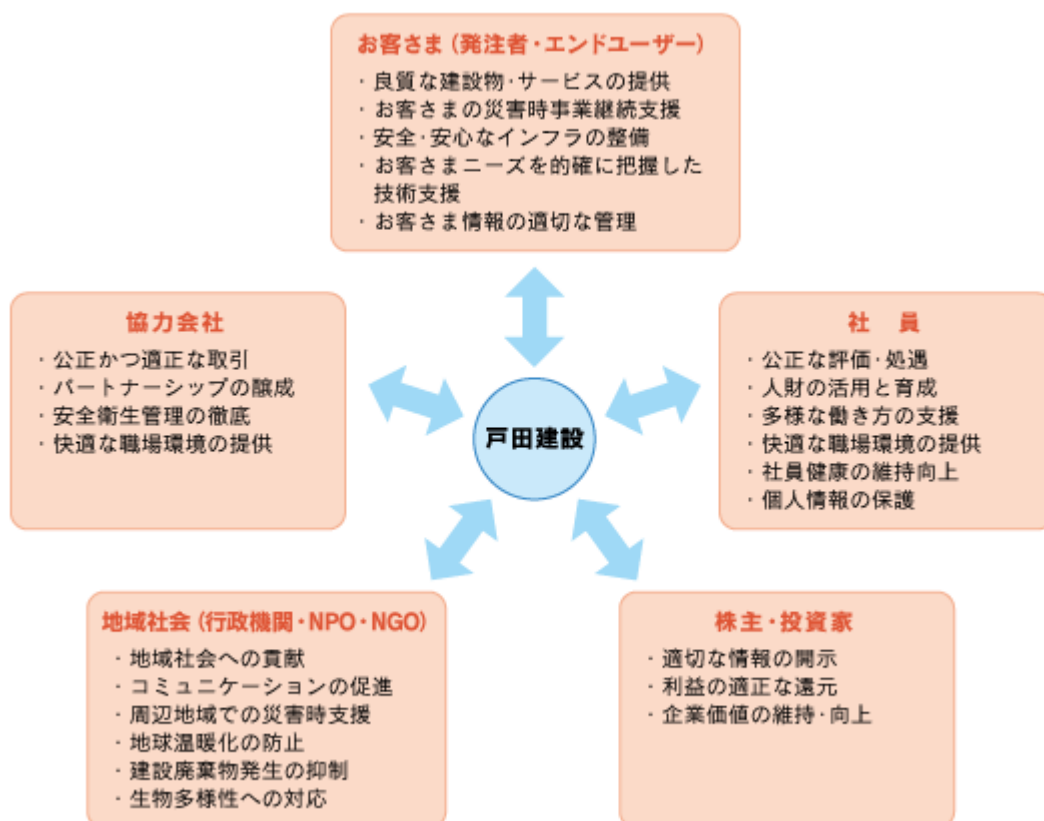 お客さま(発注者・エンドユーザー)
・良質な建設物・サービスの提供
・お客さまの災害時事業継続支援
・安全・安心なインフラの整備
・お客さまニーズを的確に把握した
技術支援
・お客さま情報の適切な管理
協力会社
・公正かつ適正な取引
・パートナーシップの醸成
・安全衛生管理の徹底
・快適な職場環境の提供
社 員
・公正な評価・処遇
・人財の活用と育成
・多様な働き方の支援
・快適な職場環境の提供
・社員健康の維持向上
・個人情報の保護
戸田建設
地域社会(行政機関・NPO・NGO)
・地域社会への貢献
・コミュニケーションの促進
・周辺地域での災害時支援
・地球温暖化の防止
・建設廃棄物発生の抑制
・生物多様性への対応
株主・投資家
・適切な情報の開示
・利益の適正な還元
・企業価値の維持・向上